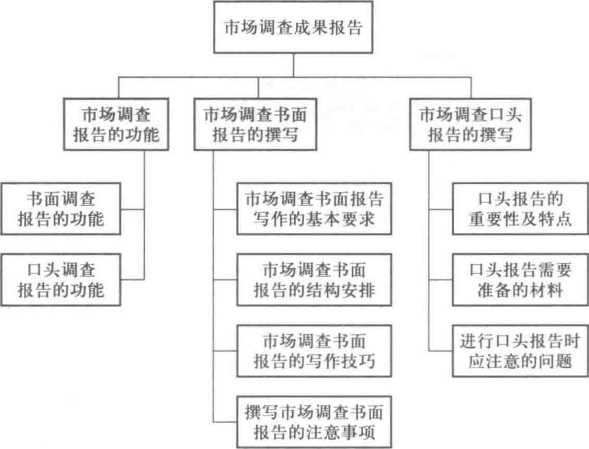 市场调查成果报告
市场调查
报告的功能
市场调查书面
报告的撰写
市场调查口头
报告的撰写
书面调查
报告的功能
口头调查
报告的功能
市场调查书面报告
写作的基本要求
市场调查书面
报告的结构安排
市场调查书面
报告的写作技巧
撰写市场调查书面
报告的注意事项
口头报告的
重要性及特点
口头报告需要
准备的材料
进行口头报告时
应注意的问题